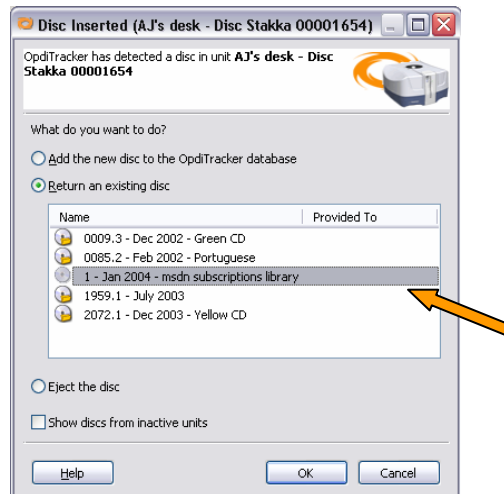 Disc Inserted (AJ's desk - Disc Stakka 00001654)
OpdiTracker has detected a disc in unit AJ's desk - Disc
Stakka 00001654
What do you want to do?
Add the new disc to the OpdiTracker database
Return an existing disc
Name Provided To
0009.3 - Dec 2002 - Green CD
0085.2 - Feb 2002 - Portuguese
1 - Jan 2004 - msdn subscriptions library
1959.1 - July 2003
2072.1 - Dec 2003 - Yellow CD
Eject the disc
Show discs from inactive units
Help OK Cancel